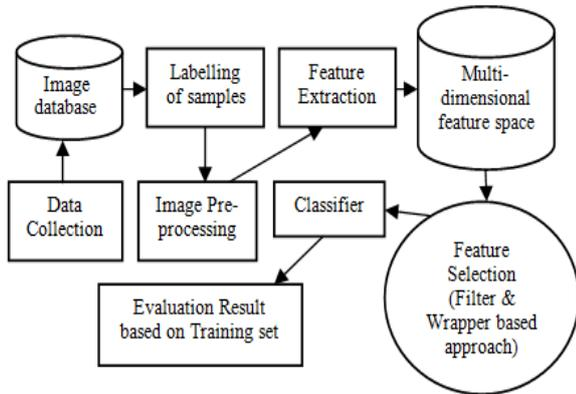 Image
database
Labelling
of samples
Feature
Extraction
Multi-
dimensional
feature space
Data
Collection
Image Pre-
processing
Classifier
Feature
Selection
(Filter &
Wrapper based
approach)
Evaluation Result
based on Training set